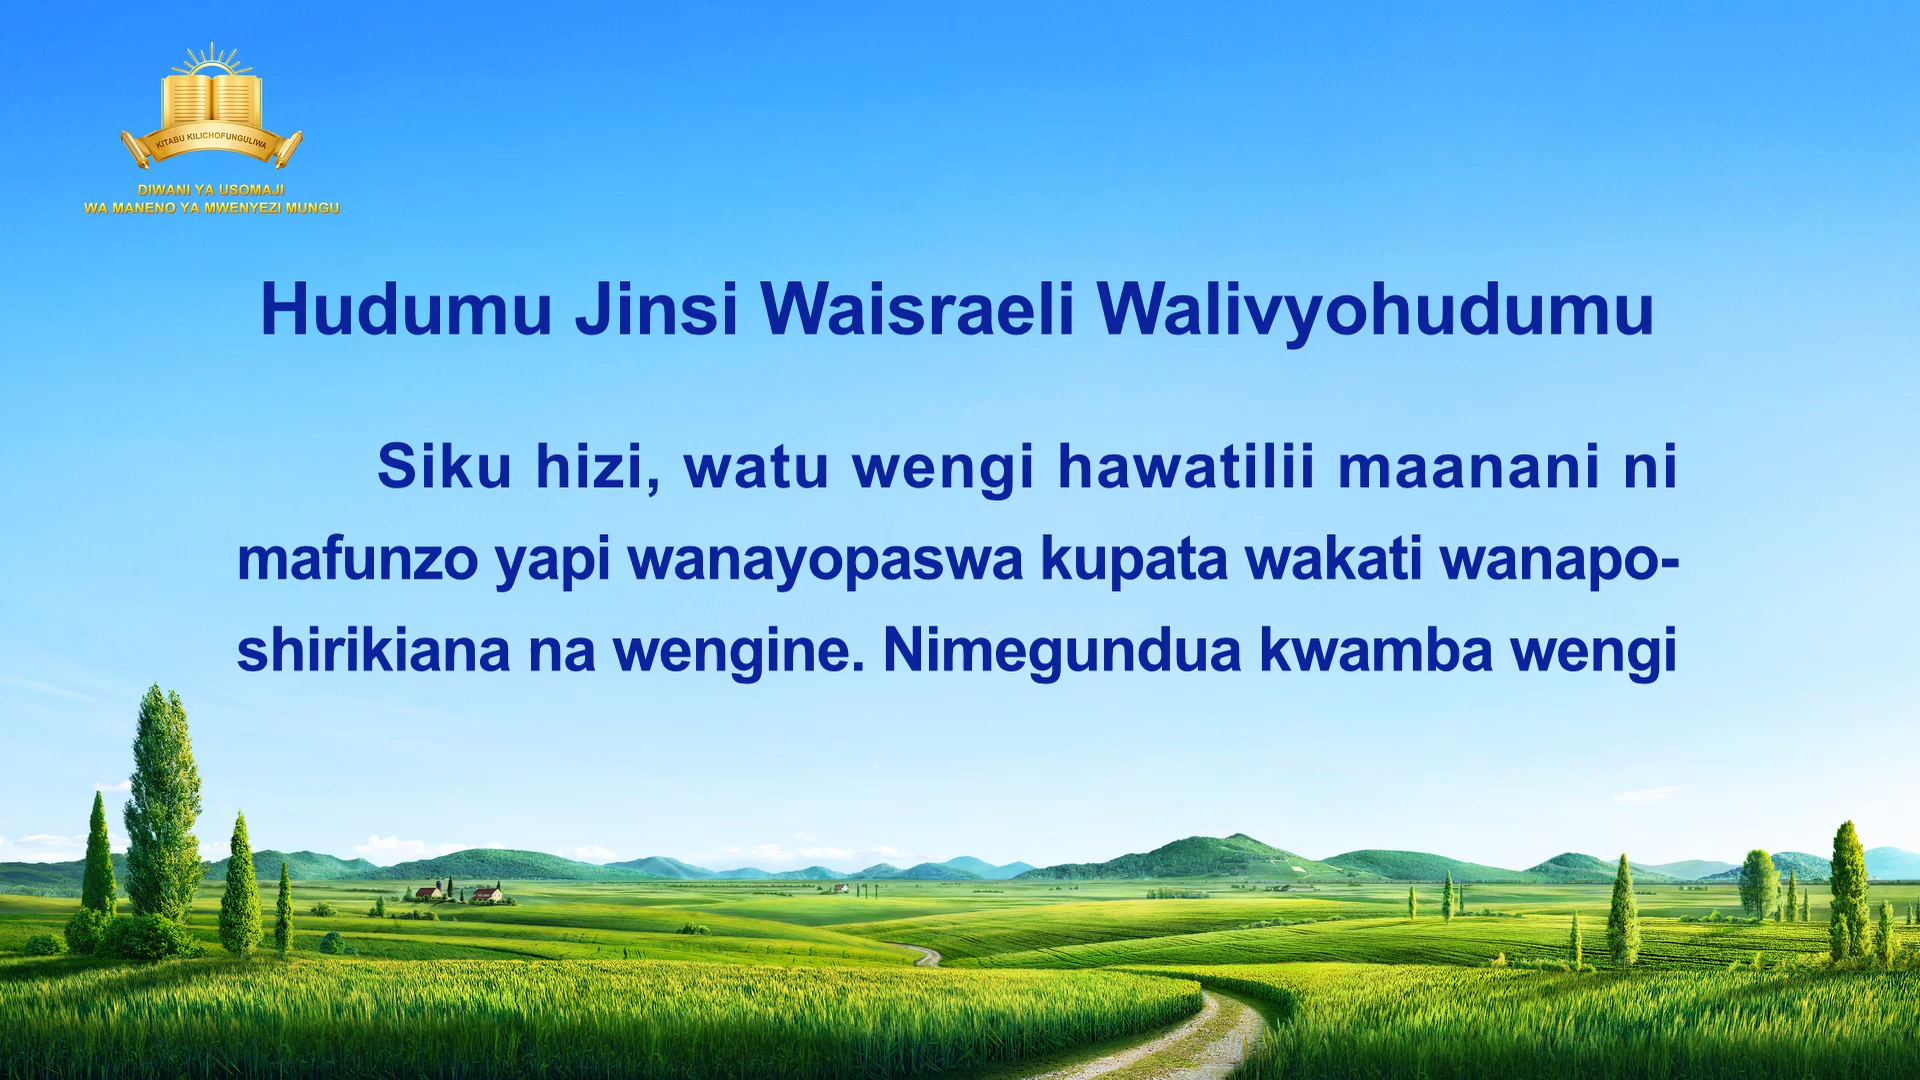 KITABU KILICHOFUNGULIWA
DIWANI YA USOMAJI
WA MANENO YA MWENYEZI MUNGU
Hudumu Jinsi Waisraeli Walivyohudumu
Siku hizi, watu wengi hawatilii maanani ni
mafunzo yapi wanayopaswa kupata wakati wanapo-
shirikiana na wengine. Nimegundua kwamba wengi